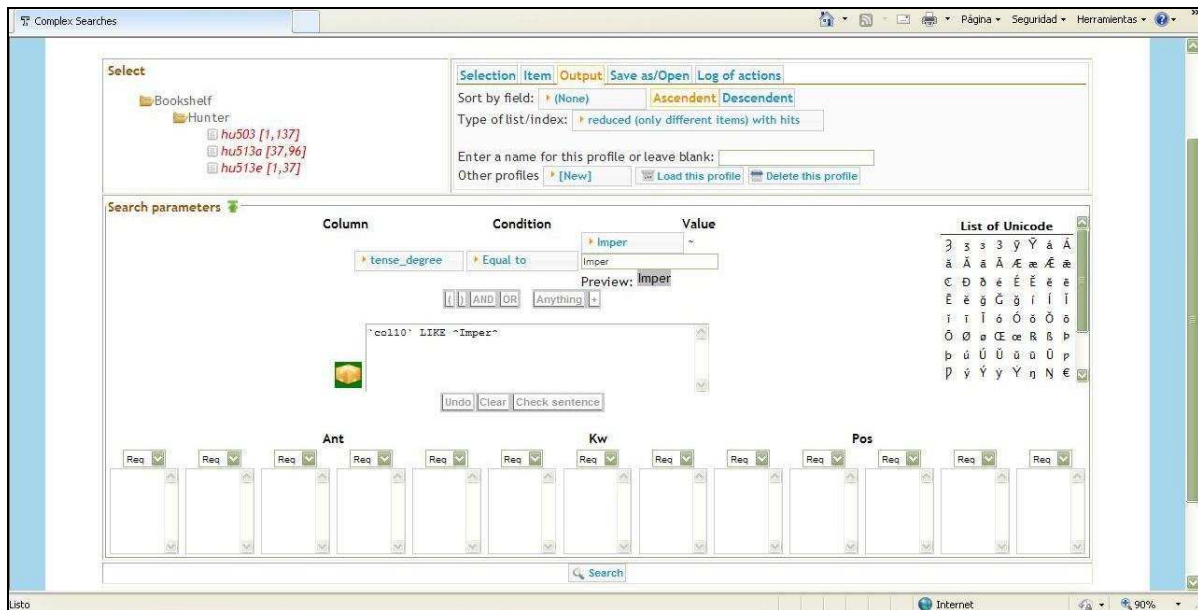 Complex Searches
Página Seguridad Herramientas
Select
Bookshelf
Hunter
hu503 [1,137]
hu513a [37,96]
hu513e [1,37]
Selection Item Output Save as/Open Log of actions
Sort by field: (None) Ascendent Descendent
Type of list/index: reduced (only different items) with hits
Enter a name for this profile or leave blank:
Other profiles [New] Load this profile Delete this profile
Search parameters
Column Condition Value
Imper ~
tense_degree Equal to Imper
Preview: Imper
( ) AND OR Anything +
`col10` LIKE ~Imper~
Undo Clear Check sentence
List of Unicode
Ant Kw Pos
Req Req Req Req Req Req Req Req Req Req Req Req Req
Search
Listo Internet 90%